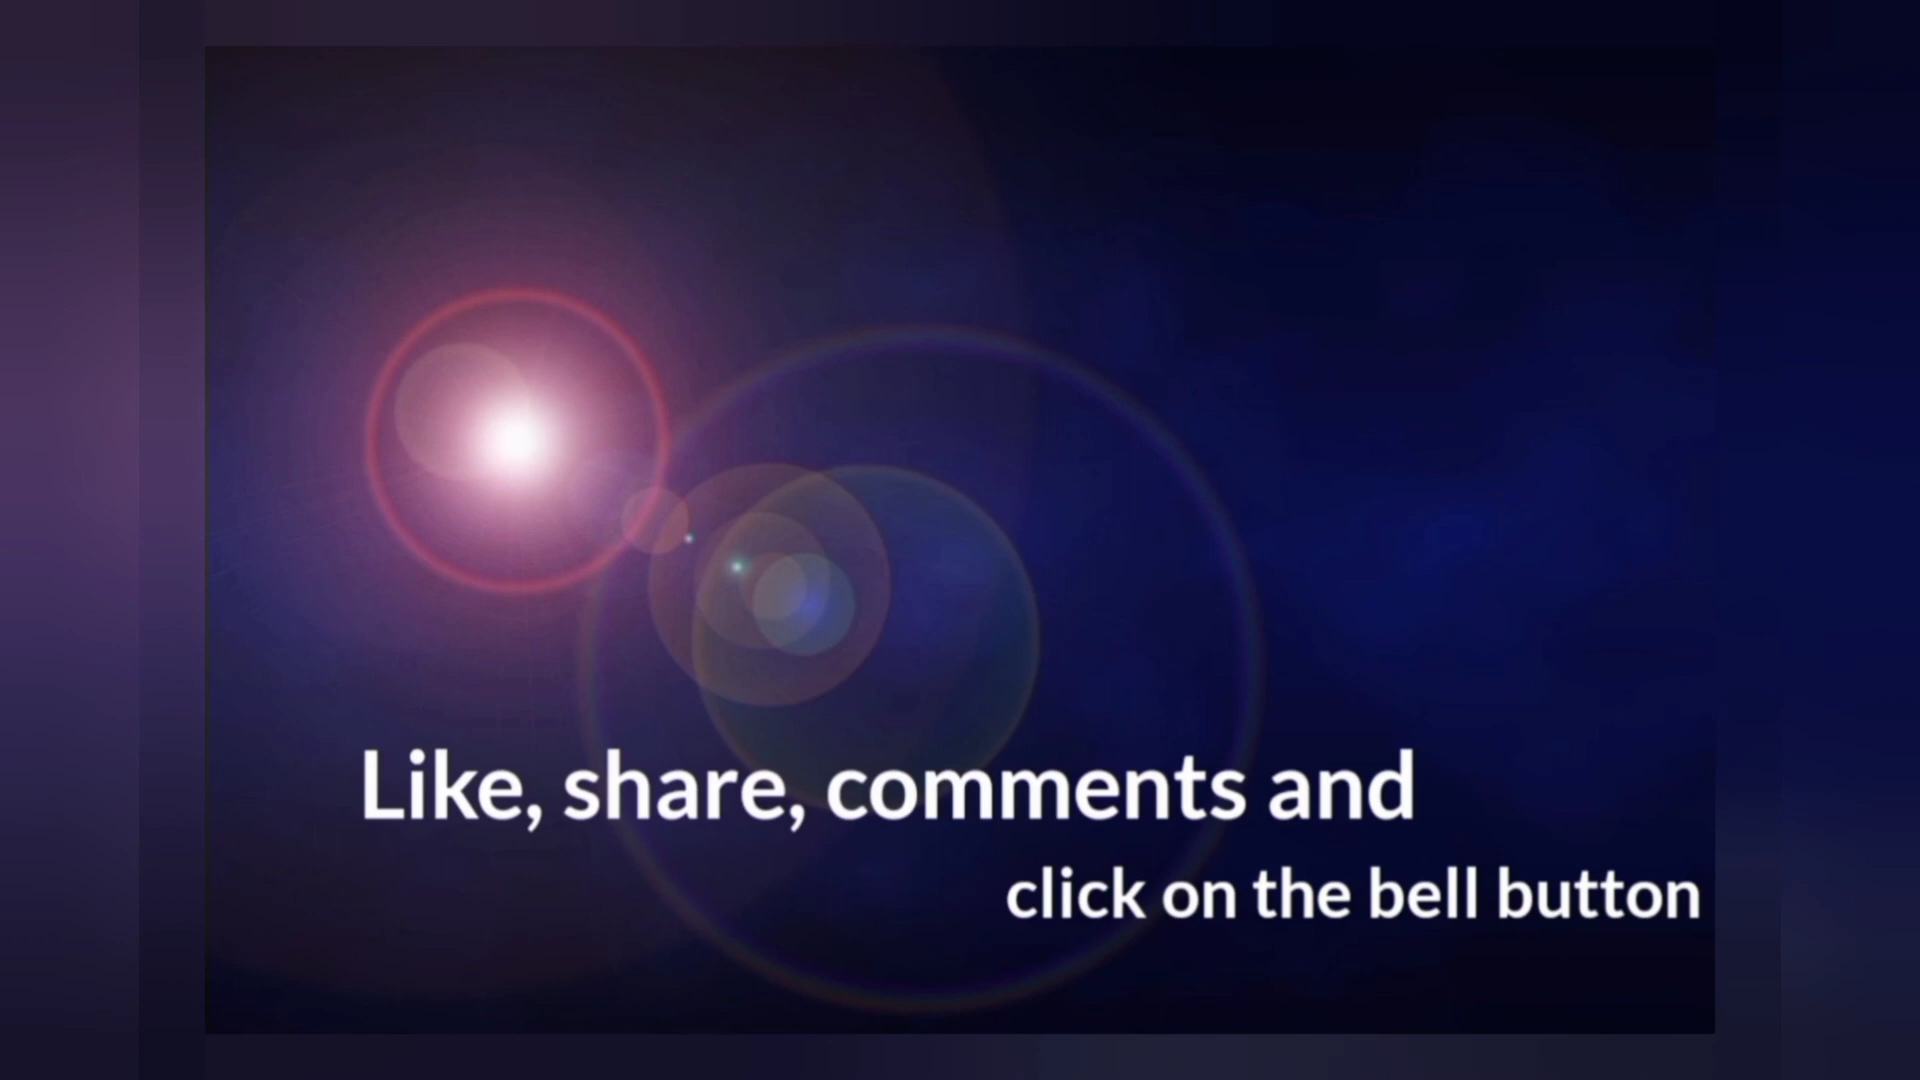 Like, share, comments and
click on the bell button